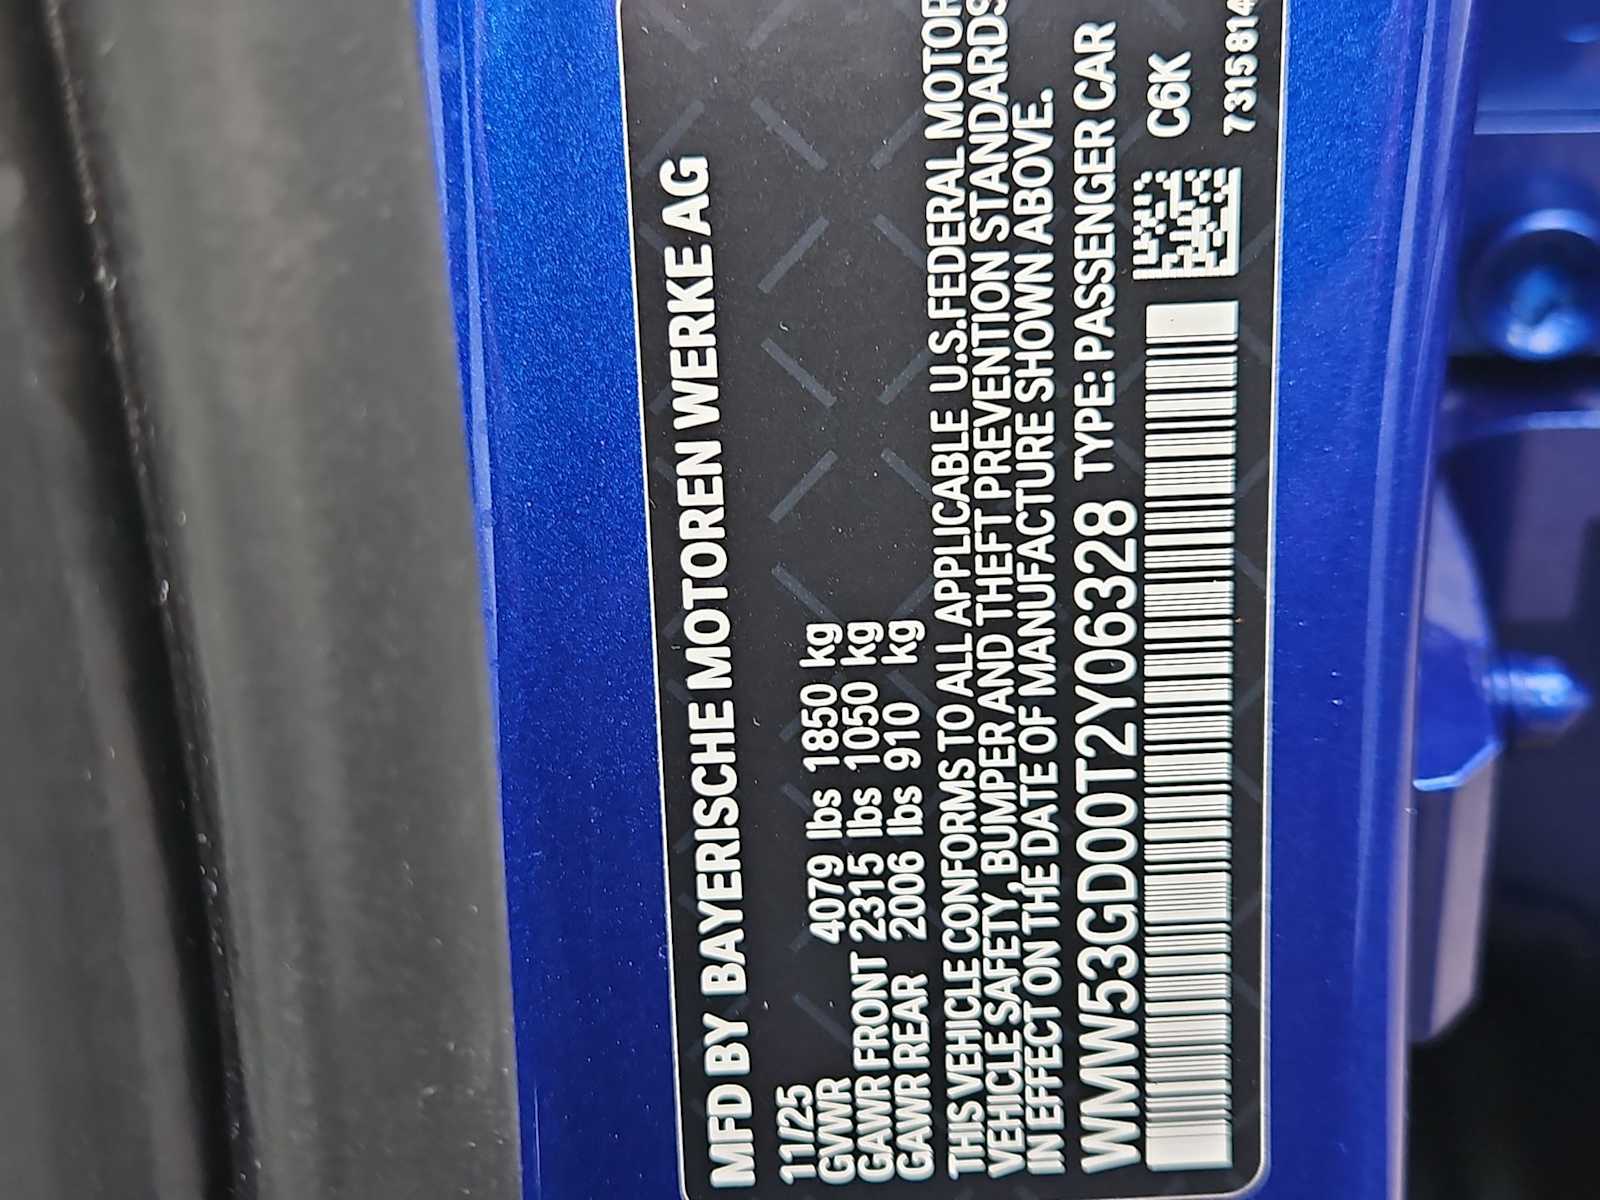 MFD BY BAYERISCHE MOTOREN WERKE AG
11/25
GVWR 4079 lbs 1850 kg
GAWR FRONT 2315 lbs 1050 kg
GAWR REAR 2006 lbs 910 kg
THIS VEHICLE CONFORMS TO ALL APPLICABLE U.S.FEDERAL MOTOR
VEHICLE SAFETY, BUMPER AND THEFT PREVENTION STANDARDS
IN EFFECT ON THE DATE OF MANUFACTURE SHOWN ABOVE.
WMW53GD00T2Y06328 TYPE: PASSENGER CAR
C6K
7315814